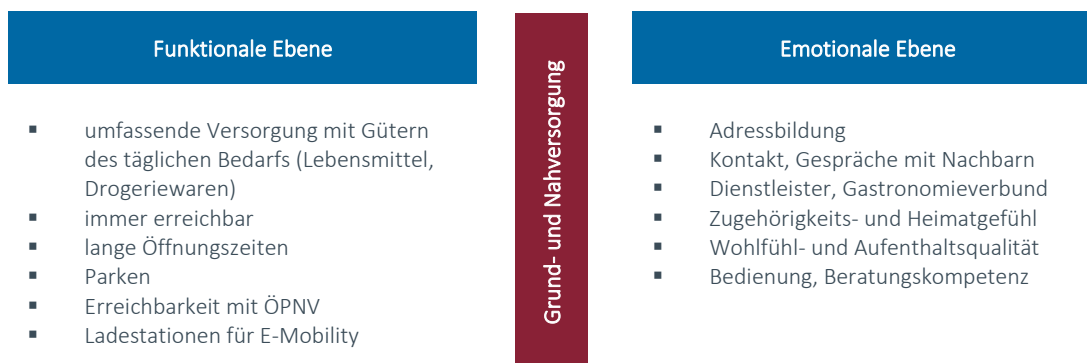 Funktionale Ebene
▪ umfassende Versorgung mit Gütern
des täglichen Bedarfs (Lebensmittel,
Drogeriewaren)
▪ immer erreichbar
▪ lange Öffnungszeiten
▪ Parken
▪ Erreichbarkeit mit ÖPNV
▪ Ladestationen für E-Mobility
Grund- und Nahversorgung
Emotionale Ebene
▪ Adressbildung
▪ Kontakt, Gespräche mit Nachbarn
▪ Dienstleister, Gastronomieverbund
▪ Zugehörigkeits- und Heimatgefühl
▪ Wohlfühl- und Aufenthaltsqualität
▪ Bedienung, Beratungskompetenz